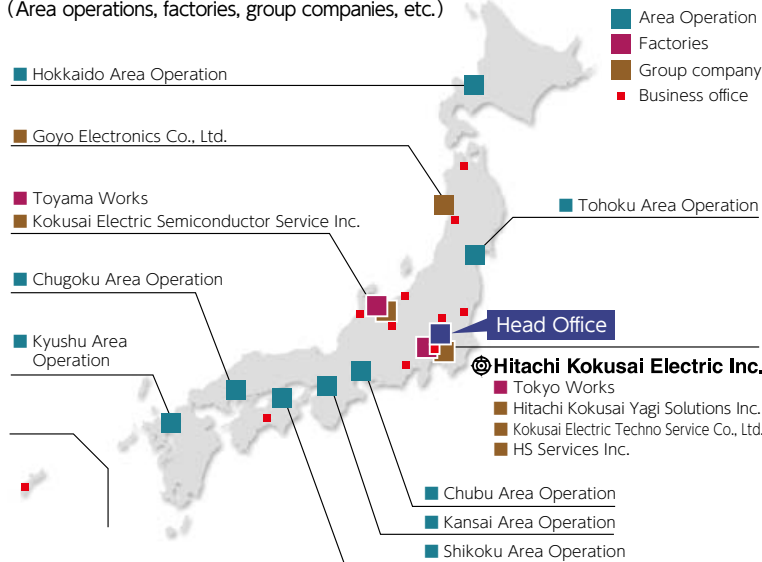 (Area operations, factories, group companies, etc.)
Area Operation
Factories
Group company
Business office
Hokkaido Area Operation
Goyo Electronics Co., Ltd.
Toyama Works
Kokusai Electric Semiconductor Service Inc.
Tohoku Area Operation
Chugoku Area Operation
Kyushu Area
Operation
Head Office
Hitachi Kokusai Electric Inc.
Tokyo Works
Hitachi Kokusai Yagi Solutions Inc.
Kokusai Electric Techno Service Co., Ltd.
HS Services Inc.
Chubu Area Operation
Kansai Area Operation
Shikoku Area Operation